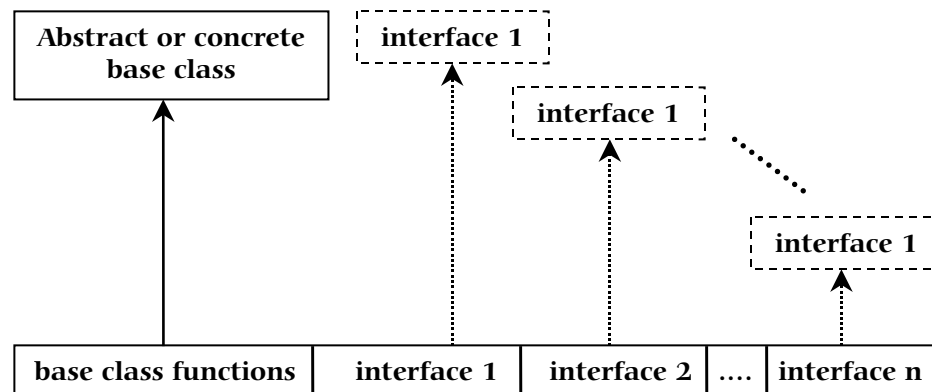 Abstract or concrete
base class
interface 1
interface 1
interface 1
base class functions
interface 1
interface 2
....
interface n